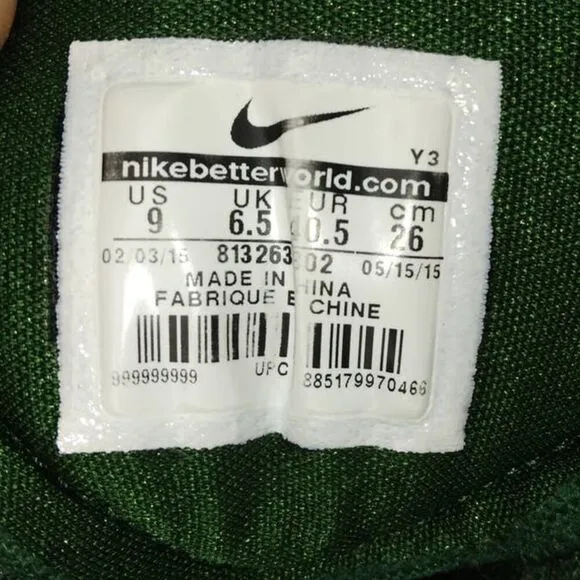 Y3
nikebetterworld.com
US UK EUR cm
9 6.5 40.5 26
02/03/15 813263 302 05/15/15
MADE IN CHINA
FABRIQUE EN CHINE
999999999 UPC 885179970466